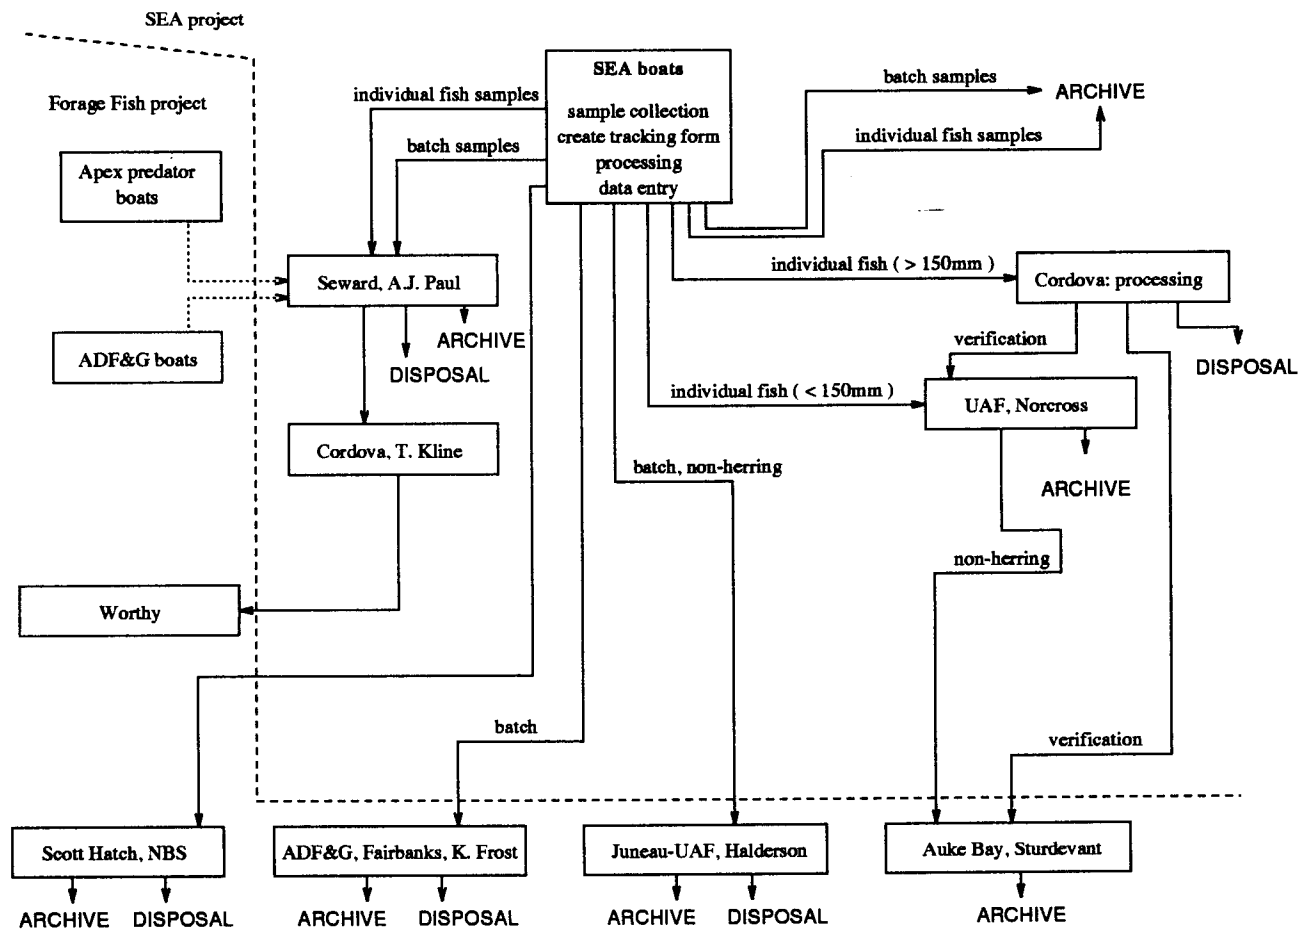 SEA project
SEA boats
sample collection
create tracking form
processing
data entry
batch samples
ARCHIVE
individual fish samples
individual fish samples
batch samples
Forage Fish project
Apex predator
boats
Seward, A.J. Paul
ADF&G boats
ARCHIVE
DISPOSAL
individual fish ( > 150mm )
Cordova: processing
verification
DISPOSAL
individual fish ( < 150mm )
UAF, Norcross
ARCHIVE
Cordova, T. Kline
batch, non-herring
non-herring
Worthy
batch
verification
Scott Hatch, NBS
ADF&G, Fairbanks, K. Frost
Juneau-UAF, Halderson
Auke Bay, Sturdevant
ARCHIVE
DISPOSAL
ARCHIVE
DISPOSAL
ARCHIVE
DISPOSAL
ARCHIVE